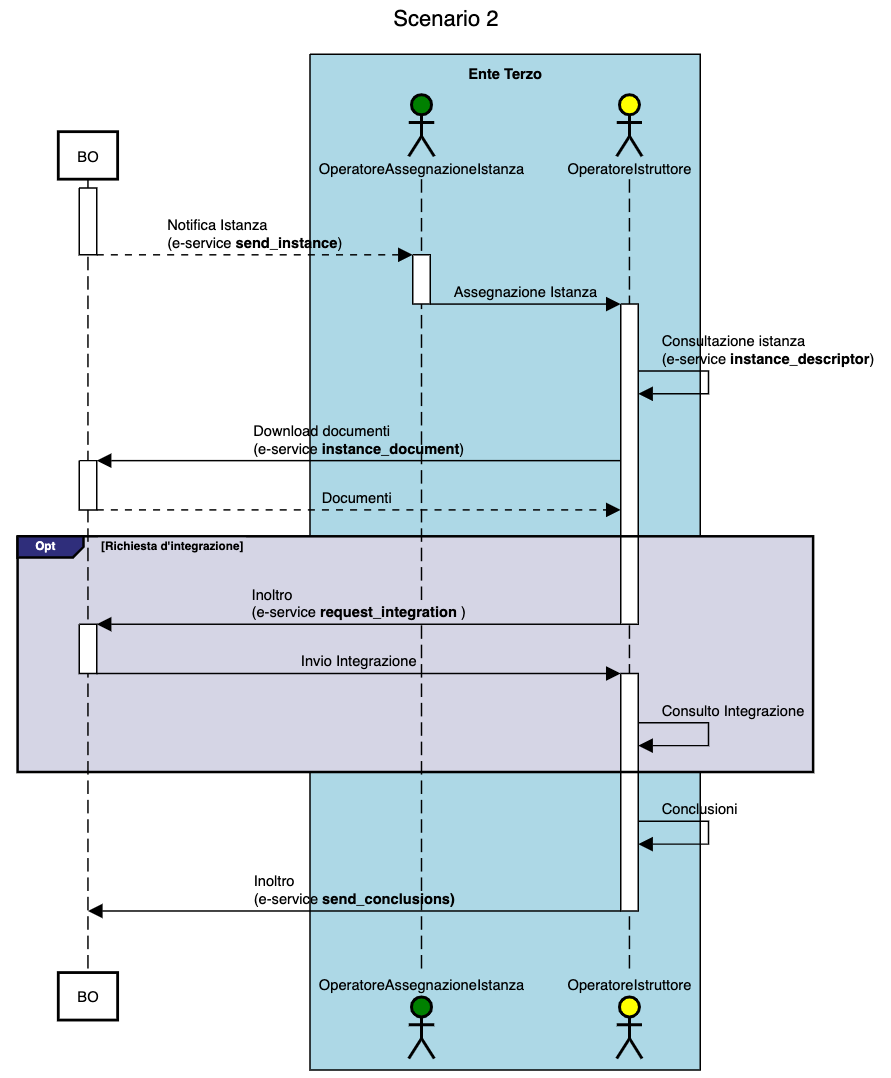 Scenario 2
Ente Terzo
BO
OperatoreAssegnazioneIstanza
OperatoreIstruttore
Notifica Istanza
(e-service send_instance)
Assegnazione Istanza
Consultazione istanza
(e-service instance_descriptor)
Download documenti
(e-service instance_document)
Documenti
Opt
[Richiesta d'integrazione]
Inoltro
(e-service request_integration )
Invio Integrazione
Consulto Integrazione
Conclusioni
Inoltro
(e-service send_conclusions)
BO
OperatoreAssegnazioneIstanza
OperatoreIstruttore